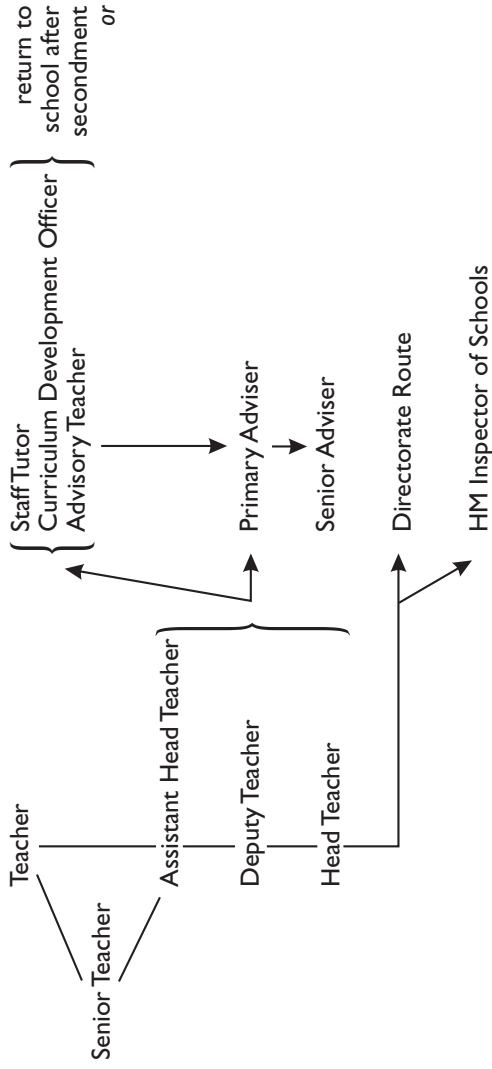 Teacher
Senior Teacher
Assistant Head Teacher
Deputy Teacher
Head Teacher
Staff Tutor
Curriculum Development Officer
Advisory Teacher
return to
school after
secondment
or
Primary Adviser
Senior Adviser
Directorate Route
HM Inspector of Schools